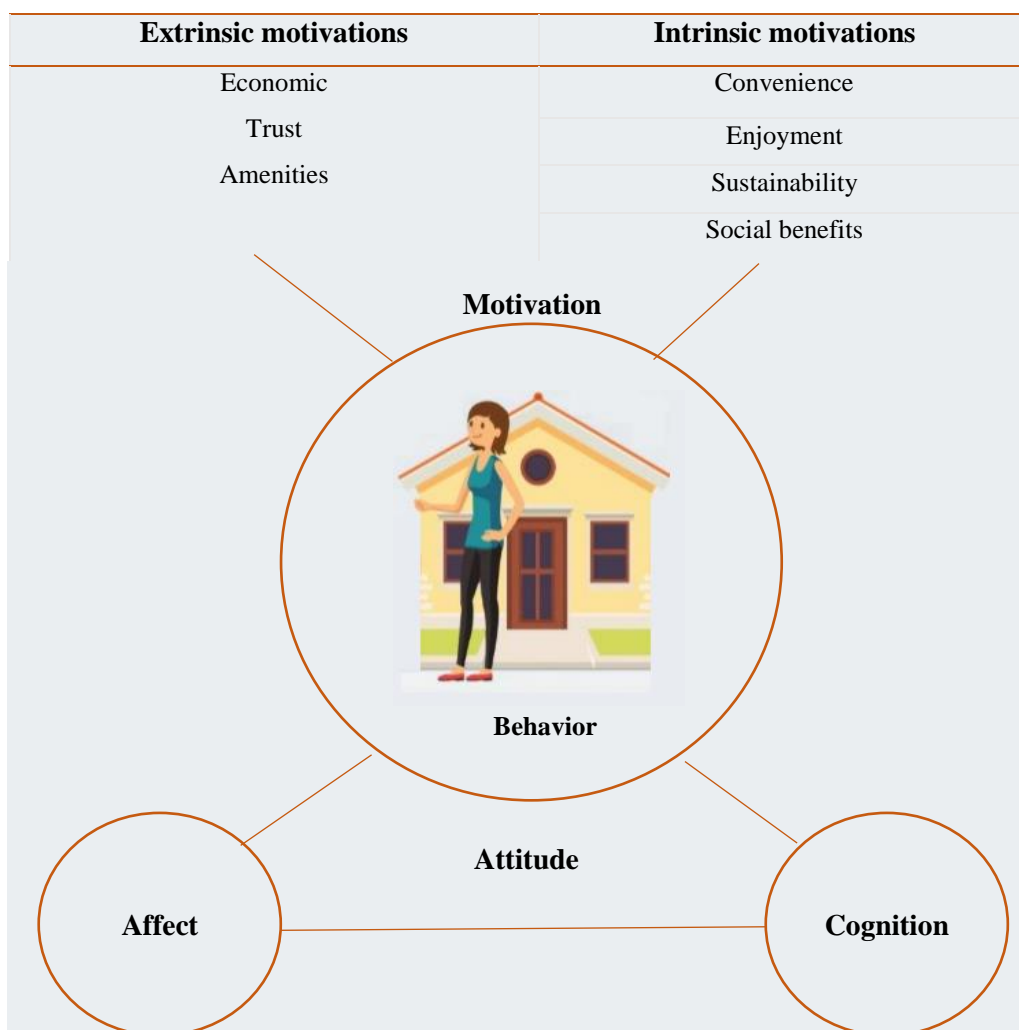 Extrinsic motivations
Intrinsic motivations
Economic
Convenience
Trust
Enjoyment
Amenities
Sustainability
Social benefits
Motivation
Behavior
Attitude
Affect
Cognition